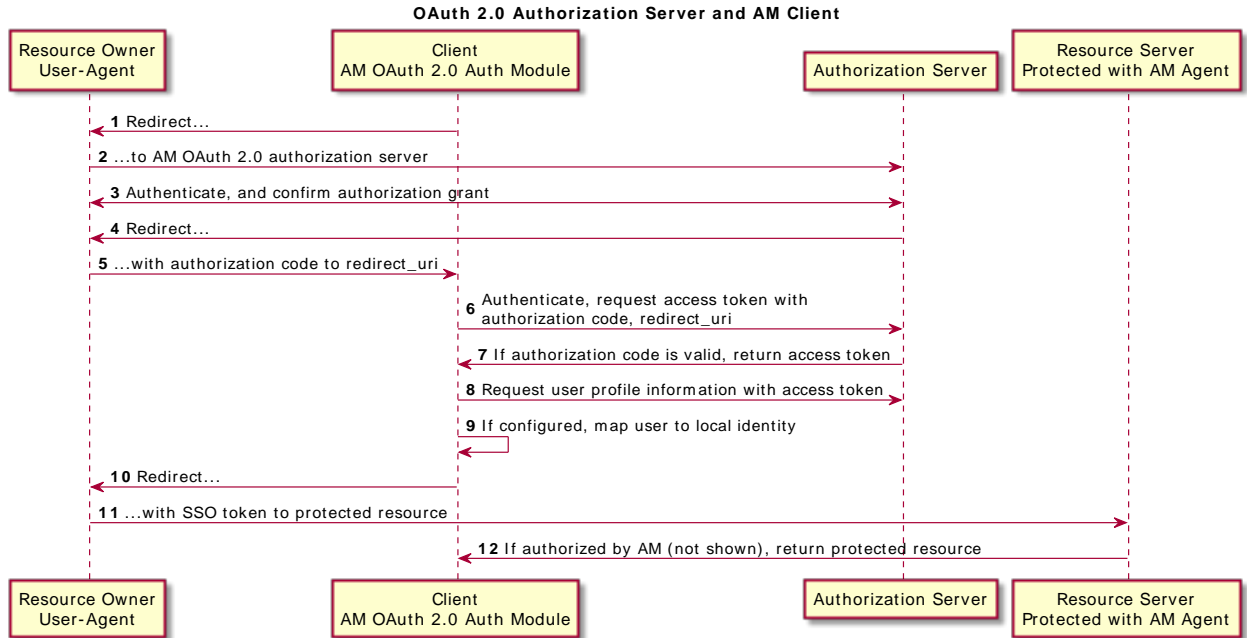 OAuth 2.0 Authorization Server and AM Client
Resource Owner
User-Agent
Client
AM OAuth 2.0 Auth Module
Authorization Server
Resource Server
Protected with AM Agent
1 Redirect...
2 ...to AM OAuth 2.0 authorization server
3 Authenticate, and confirm authorization grant
4 Redirect...
5 ...with authorization code to redirect_uri
6 Authenticate, request access token with
authorization code, redirect_uri
7 If authorization code is valid, return access token
8 Request user profile information with access token
9 If configured, map user to local identity
10 Redirect...
11 ...with SSO token to protected resource
12 If authorized by AM (not shown), return protected resource
Resource Owner
User-Agent
Client
AM OAuth 2.0 Auth Module
Authorization Server
Resource Server
Protected with AM Agent